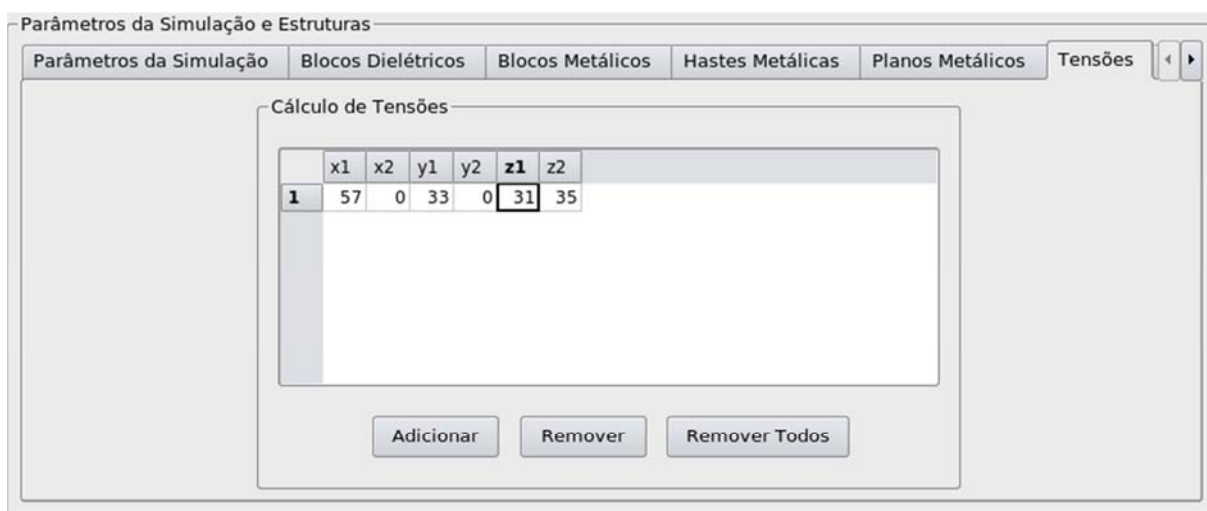 Parâmetros da Simulação e Estruturas
Parâmetros da Simulação Blocos Dielétricos Blocos Metálicos Hastes Metálicas Planos Metálicos Tensões
Cálculo de Tensões
x1 x2 y1 y2 z1 z2
1 57 0 33 0 31 35
Adicionar Remover Remover Todos